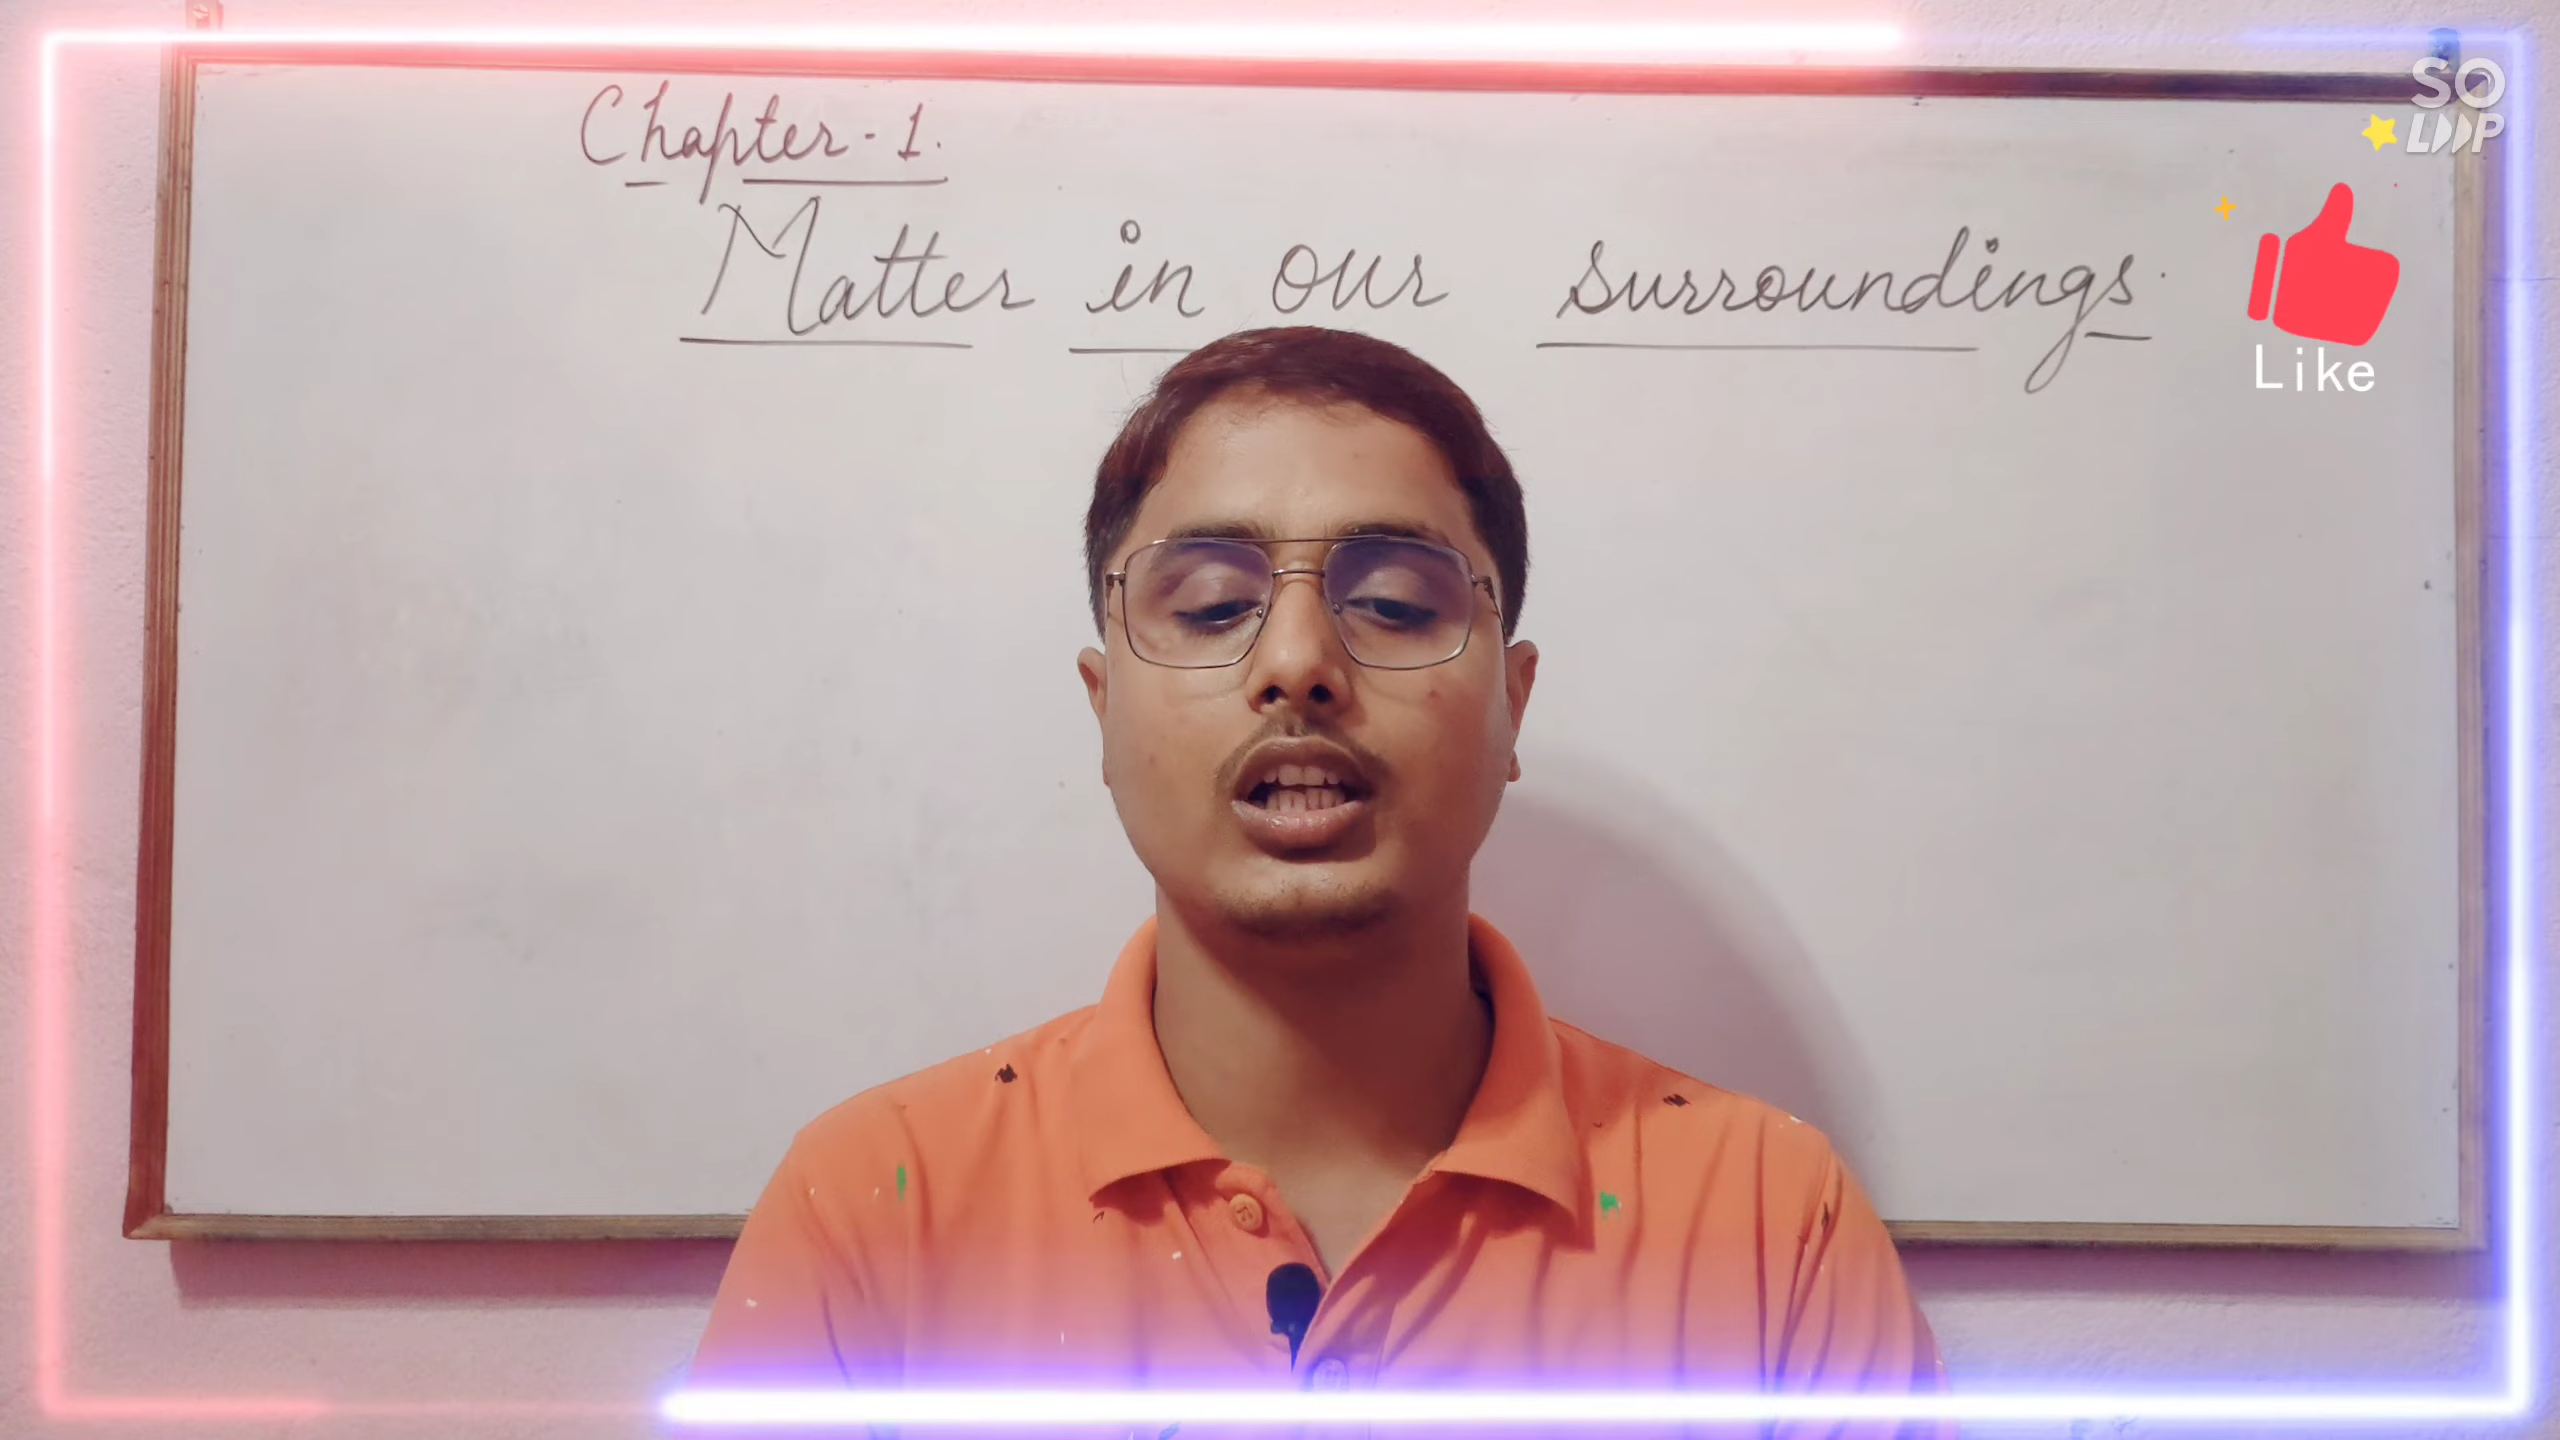 Chapter - 1.
Matter in our surroundings.
SO
LOOP
Like